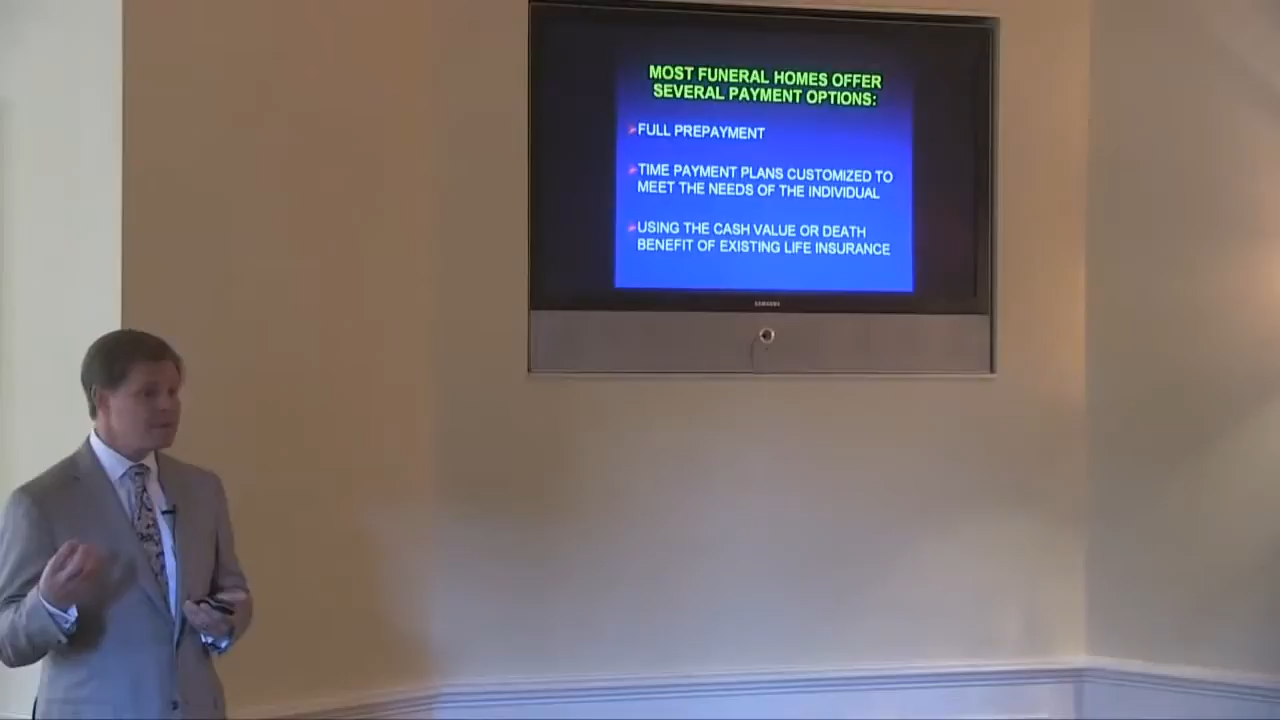 MOST FUNERAL HOMES OFFER
SEVERAL PAYMENT OPTIONS:
FULL PREPAYMENT
TIME PAYMENT PLANS CUSTOMIZED TO
MEET THE NEEDS OF THE INDIVIDUAL
USING THE CASH VALUE OR DEATH
BENEFIT OF EXISTING LIFE INSURANCE
SAMSUNG